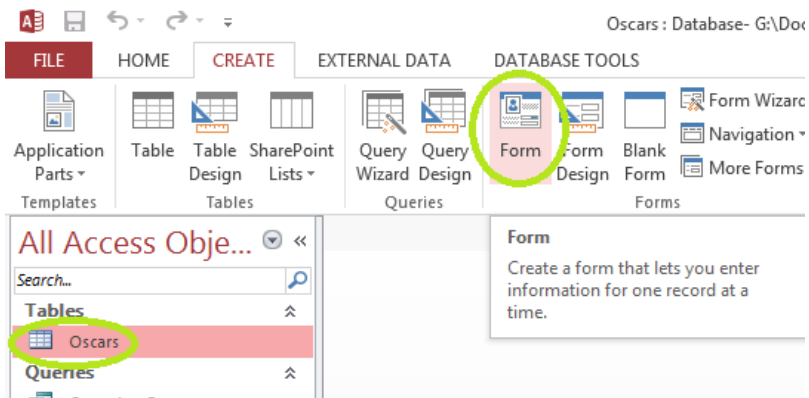 Oscars : Database- G:\Doc
FILE HOME CREATE EXTERNAL DATA DATABASE TOOLS
Application Parts
Table
Table Design
SharePoint Lists
Query Wizard
Query Design
Form
Form Design
Blank Form
Form Wizard
Navigation
More Forms
Templates Tables Queries Forms
All Access Obje...
Search...
Tables
Oscars
Queries
Form
Create a form that lets you enter
information for one record at a
time.